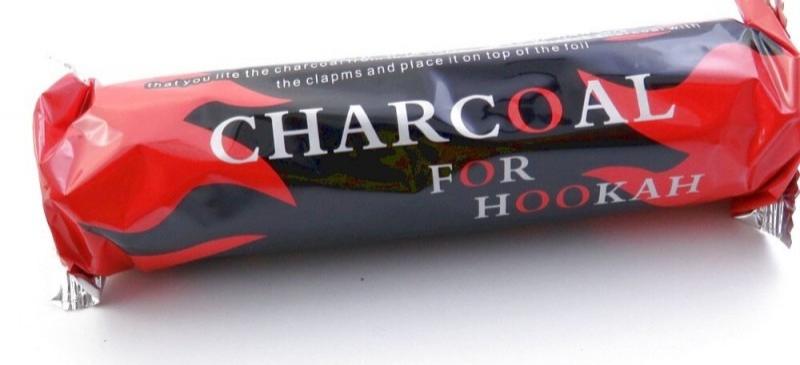 that you lite the charcoal
the clapms and place it on top of the foil
CHARCOAL
FOR
HOOKAH